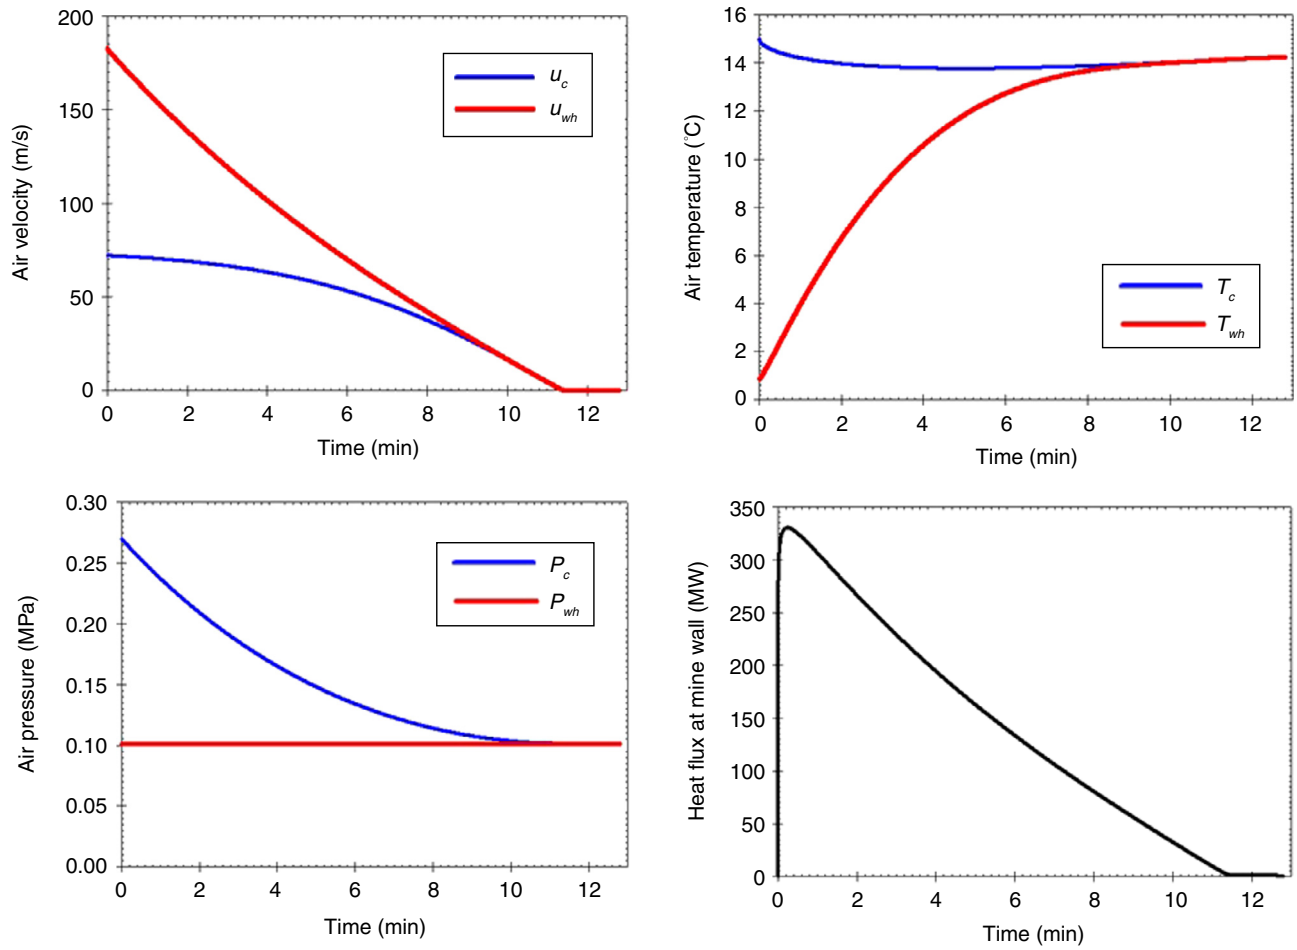 200
150
100
50
0
0 2 4 6 8 10 12
Air velocity (m/s)
Time (min)
u_c
u_wh
16
14
12
10
8
6
4
2
0
0 2 4 6 8 10 12
Air temperature (°C)
Time (min)
T_c
T_wh
0.30
0.25
0.20
0.15
0.10
0.05
0.00
0 2 4 6 8 10 12
Air pressure (MPa)
Time (min)
P_c
P_wh
350
300
250
200
150
100
50
0
0 2 4 6 8 10 12
Heat flux at mine wall (MW)
Time (min)